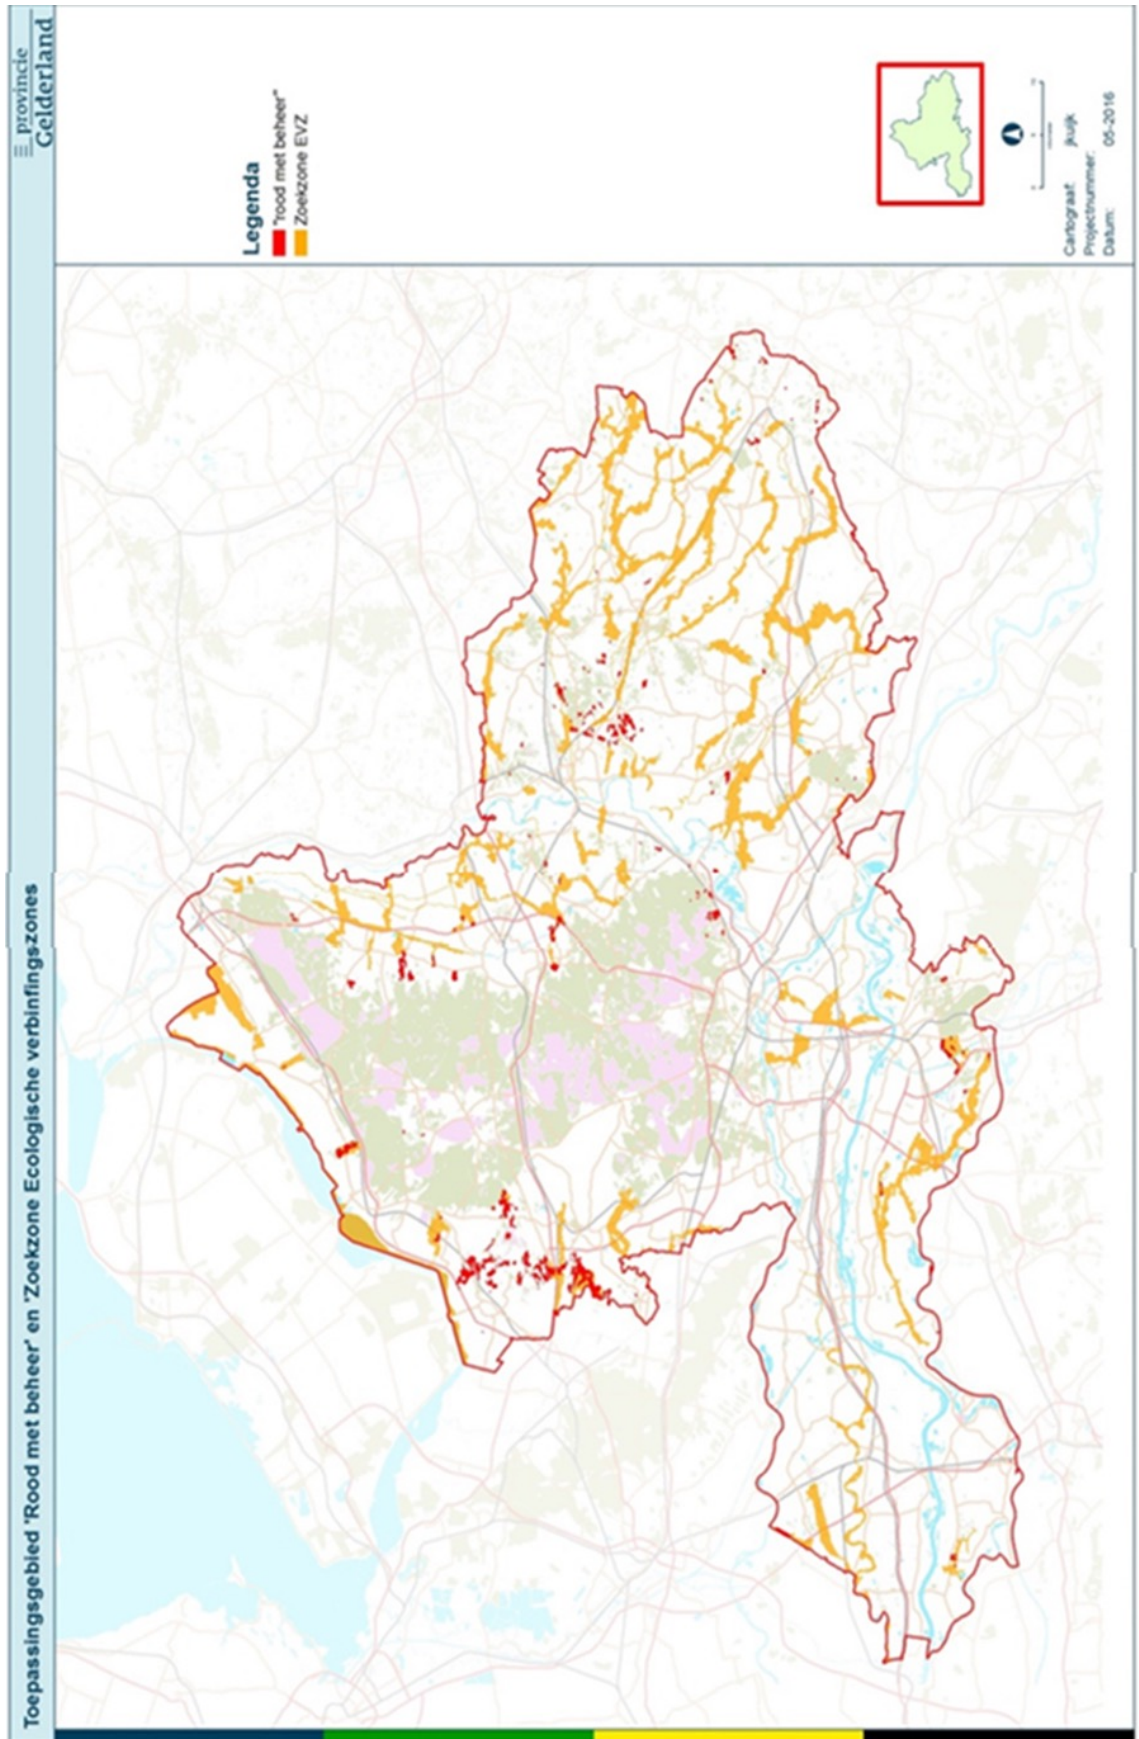 Toepassingsgebied "Rood met beheer" en "Zoekzone Ecologische verbinfingszones
provincie
Gelderland
Legenda
"rood met beheer"
Zoekzone EVZ
Cartograaf: jkuijk
Projectnummer:
Datum: 05-2016